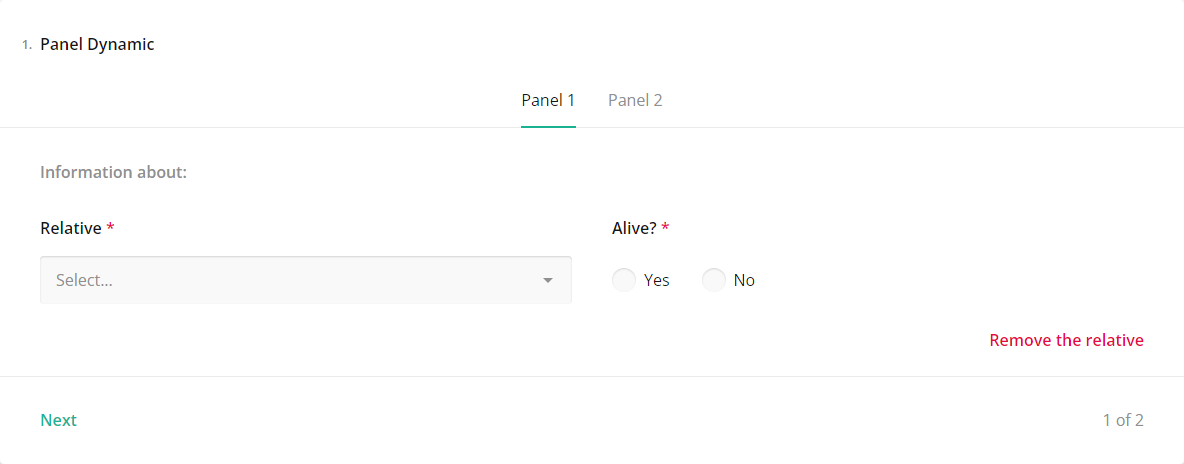 1. Panel Dynamic
Panel 1 Panel 2
Information about:
Relative * Alive? *
Select... Yes No
Remove the relative
Next 1 of 2